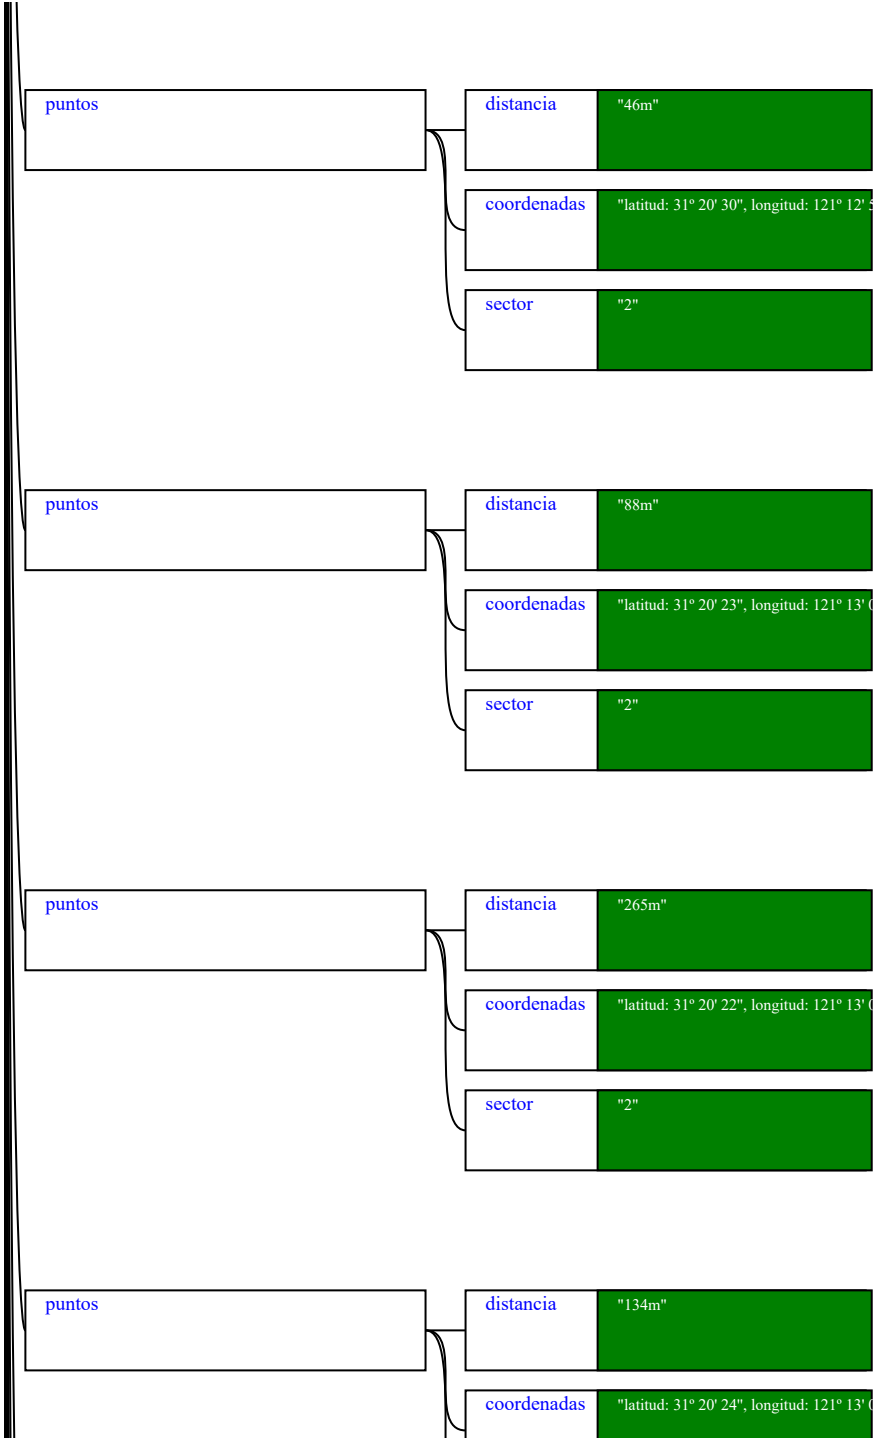 puntos
distancia "46m"
coordenadas "latitud: 31º 20' 30", longitud: 121º 12'
sector "2"
puntos
distancia "88m"
coordenadas "latitud: 31º 20' 23", longitud: 121º 13'
sector "2"
puntos
distancia "265m"
coordenadas "latitud: 31º 20' 22", longitud: 121º 13'
sector "2"
puntos
distancia "134m"
coordenadas "latitud: 31º 20' 24", longitud: 121º 13'